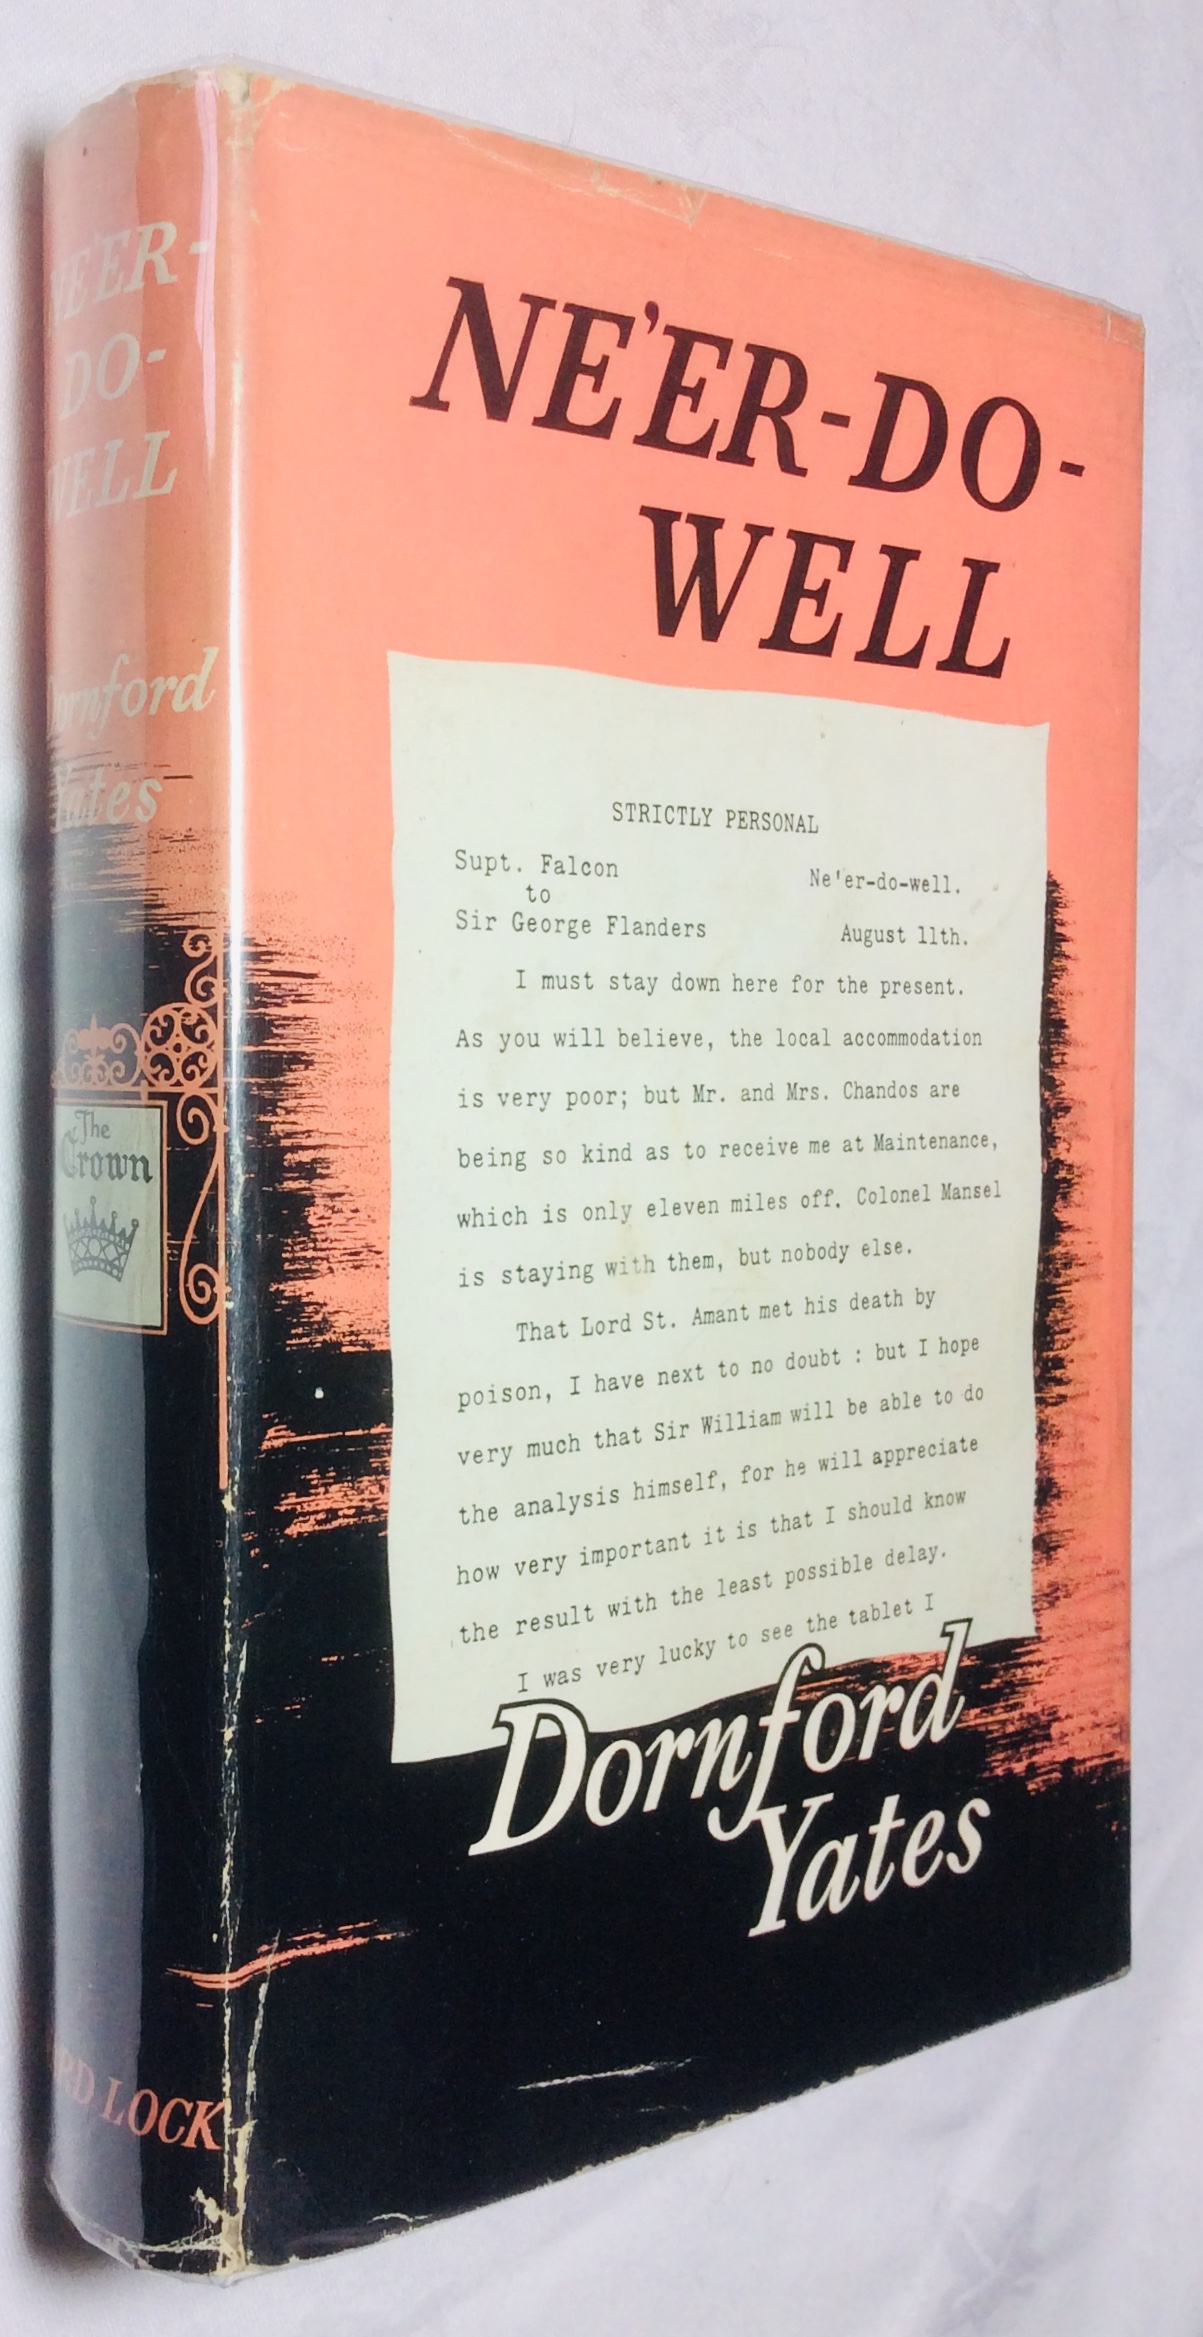 NE'ER-
DO-
WELL
Dornford
Yates
The
Crown
LOCK
NE'ER-DO-
WELL
STRICTLY PERSONAL
Supt. Falcon
to
Sir George Flanders
Ne'er-do-well.
August 11th.
I must stay down here for the present.
As you will believe, the local accommodation
is very poor; but Mr. and Mrs. Chandos are
being so kind as to receive me at Maintenance,
which is only eleven miles off. Colonel Mansel
is staying with them, but nobody else.
That Lord St. Amant met his death by
poison, I have next to no doubt : but I hope
very much that Sir William will be able to do
the analysis himself, for he will appreciate
how very important it is that I should know
the result with the least possible delay.
I was very lucky to see the tablet I
Dornford
Yates